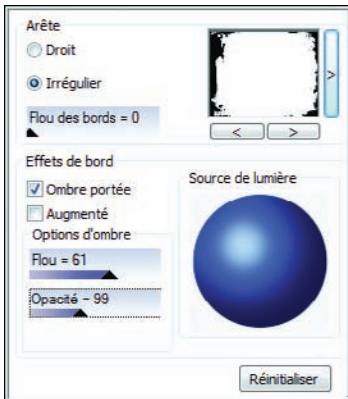 Arête
Droit
Irrégulier
Flou des bords = 0
>
< >
Effets de bord
Ombre portée
Augmenté
Options d'ombre
Flou = 61
Opacité = 99
Source de lumière
Réinitialiser